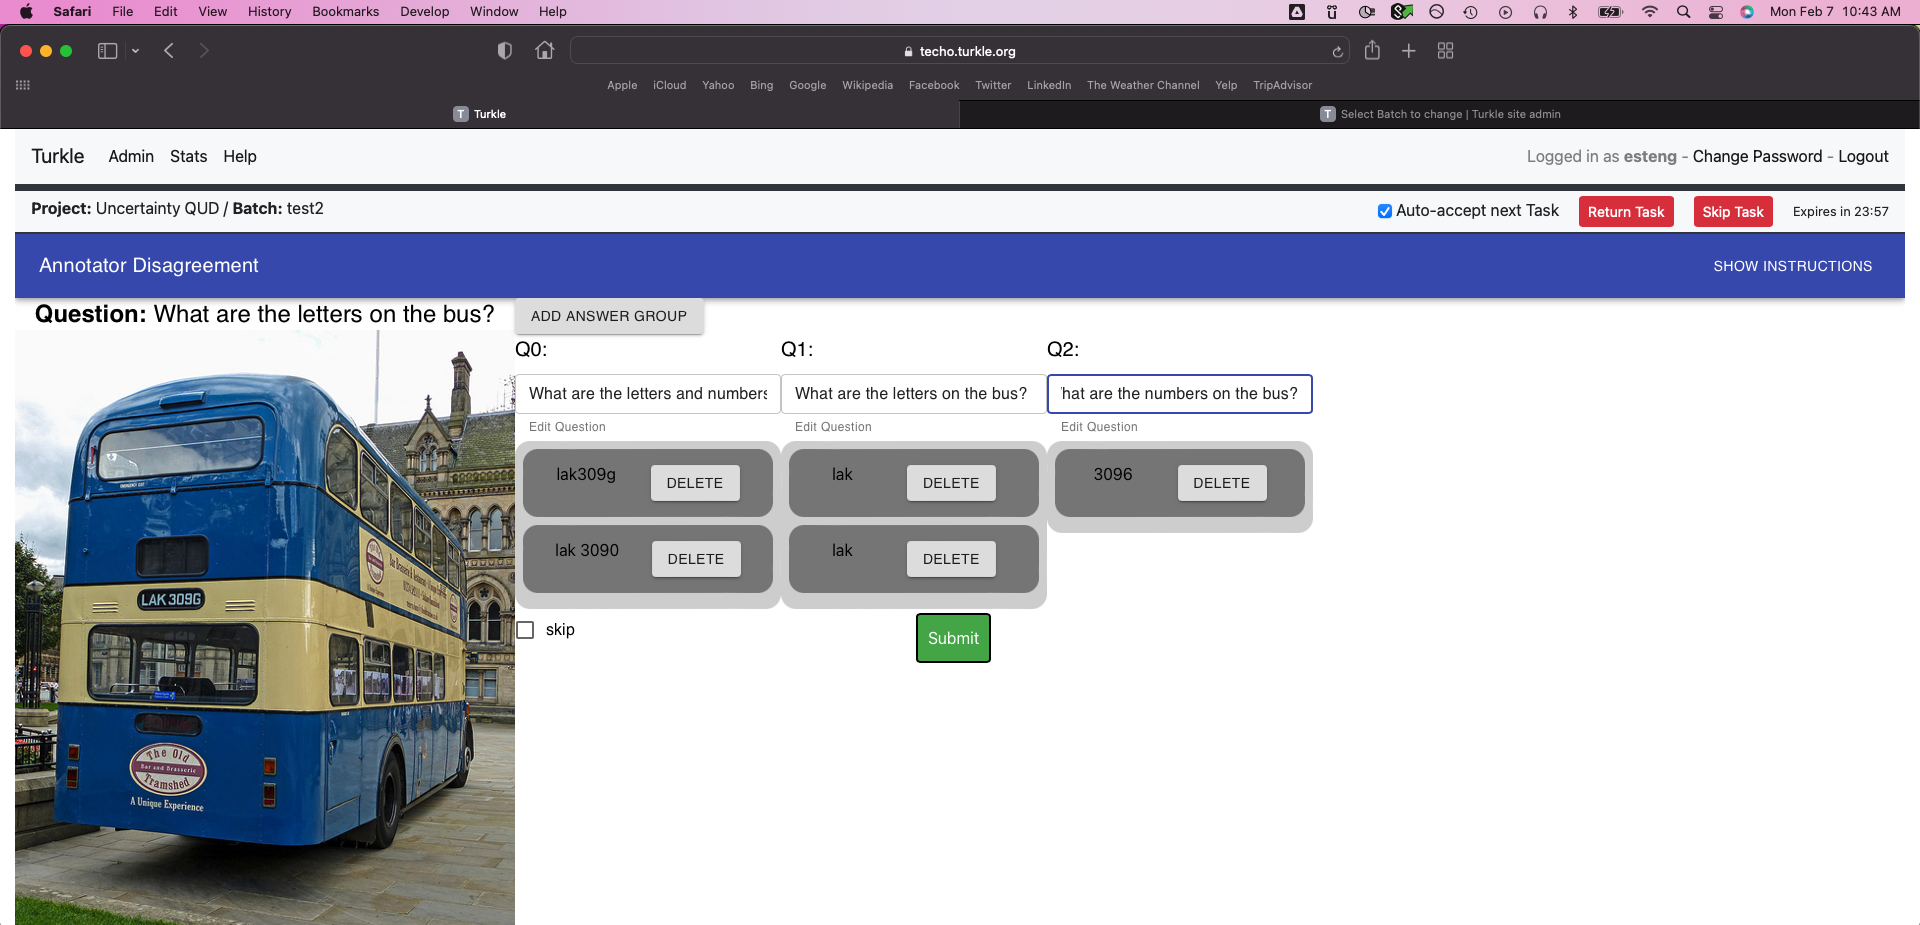 Safari File Edit View History Bookmarks Develop Window Help Mon Feb 7 10:43 AM
techo.turkle.org
Apple iCloud Yahoo Bing Google Wikipedia Facebook Twitter LinkedIn The Weather Channel Yelp TripAdvisor
T Turkle T Select Batch to change | Turkle site admin
Turkle Admin Stats Help Logged in as esteng - Change Password - Logout
Project: Uncertainty QUD / Batch: test2 Auto-accept next Task Return Task Skip Task Expires in 23:57
Annotator Disagreement SHOW INSTRUCTIONS
Question: What are the letters on the bus? ADD ANSWER GROUP
Q0: Q1: Q2:
What are the letters and numbers What are the letters on the bus? hat are the numbers on the bus?
Edit Question Edit Question Edit Question
lak309g DELETE lak DELETE 3096 DELETE
lak 3090 DELETE lak DELETE
skip Submit
EMERGENCY EXIT
LAK 309G
The Old
Bar and Brasserie
Tramshed
A Unique Experience